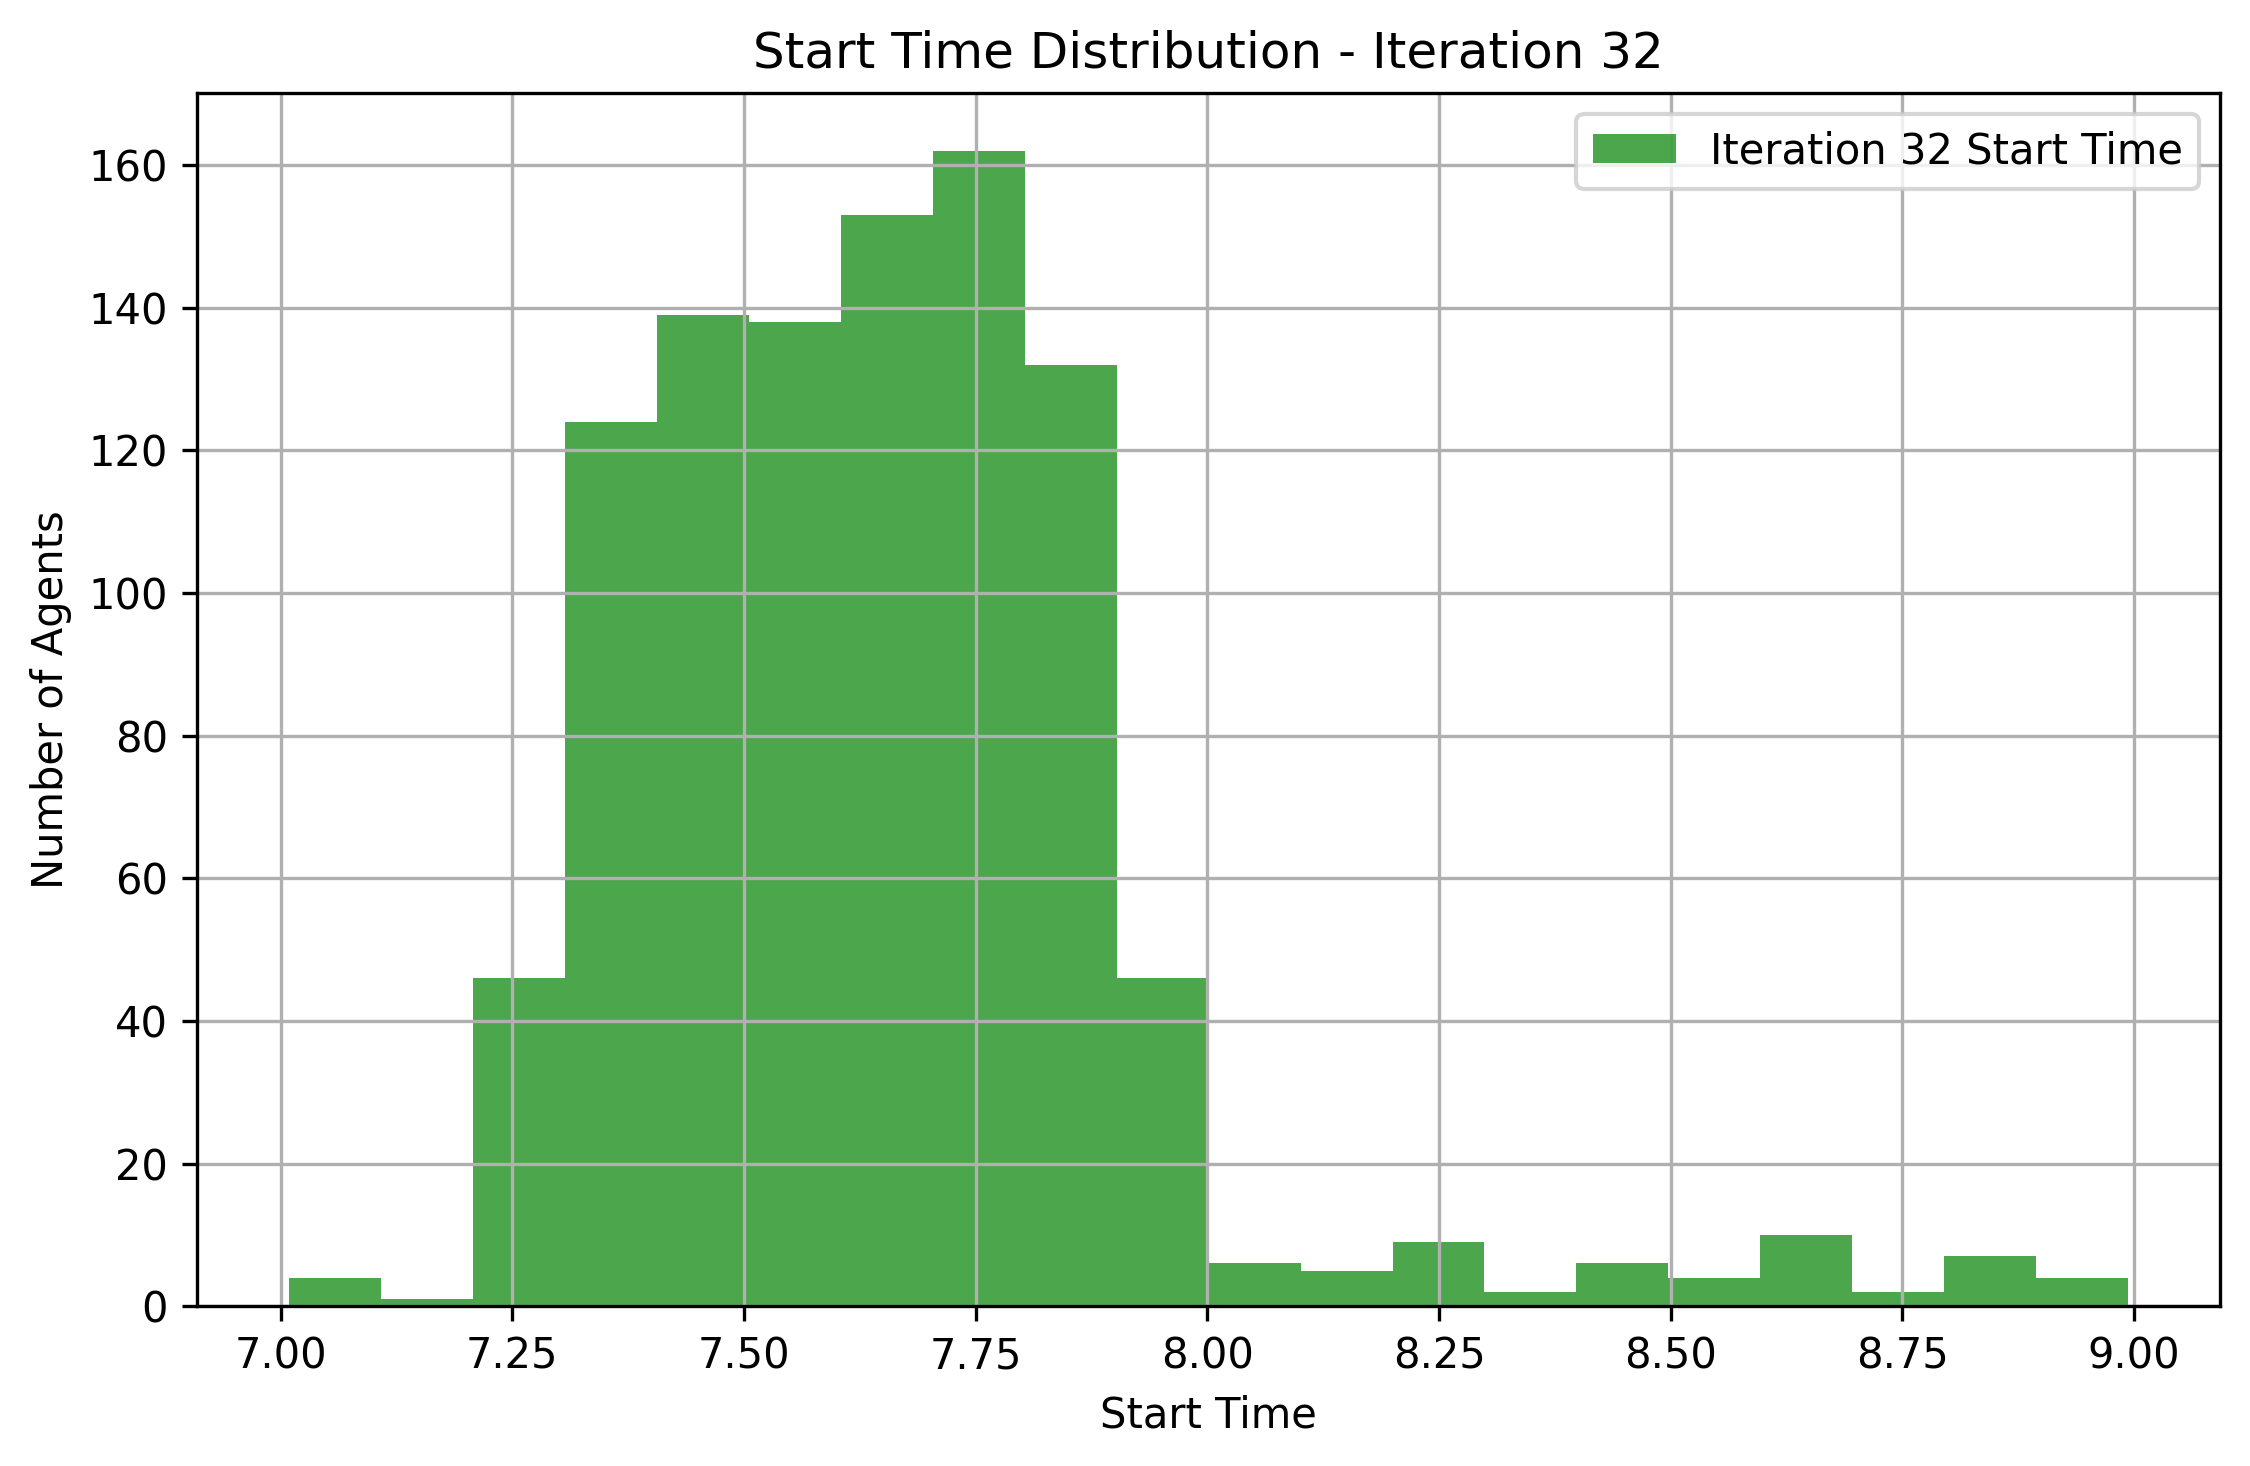 Start Time Distribution - Iteration 32
Iteration 32 Start Time
Number of Agents
160
140
120
100
80
60
40
20
0
7.00 7.25 7.50 7.75 8.00 8.25 8.50 8.75 9.00
Start Time